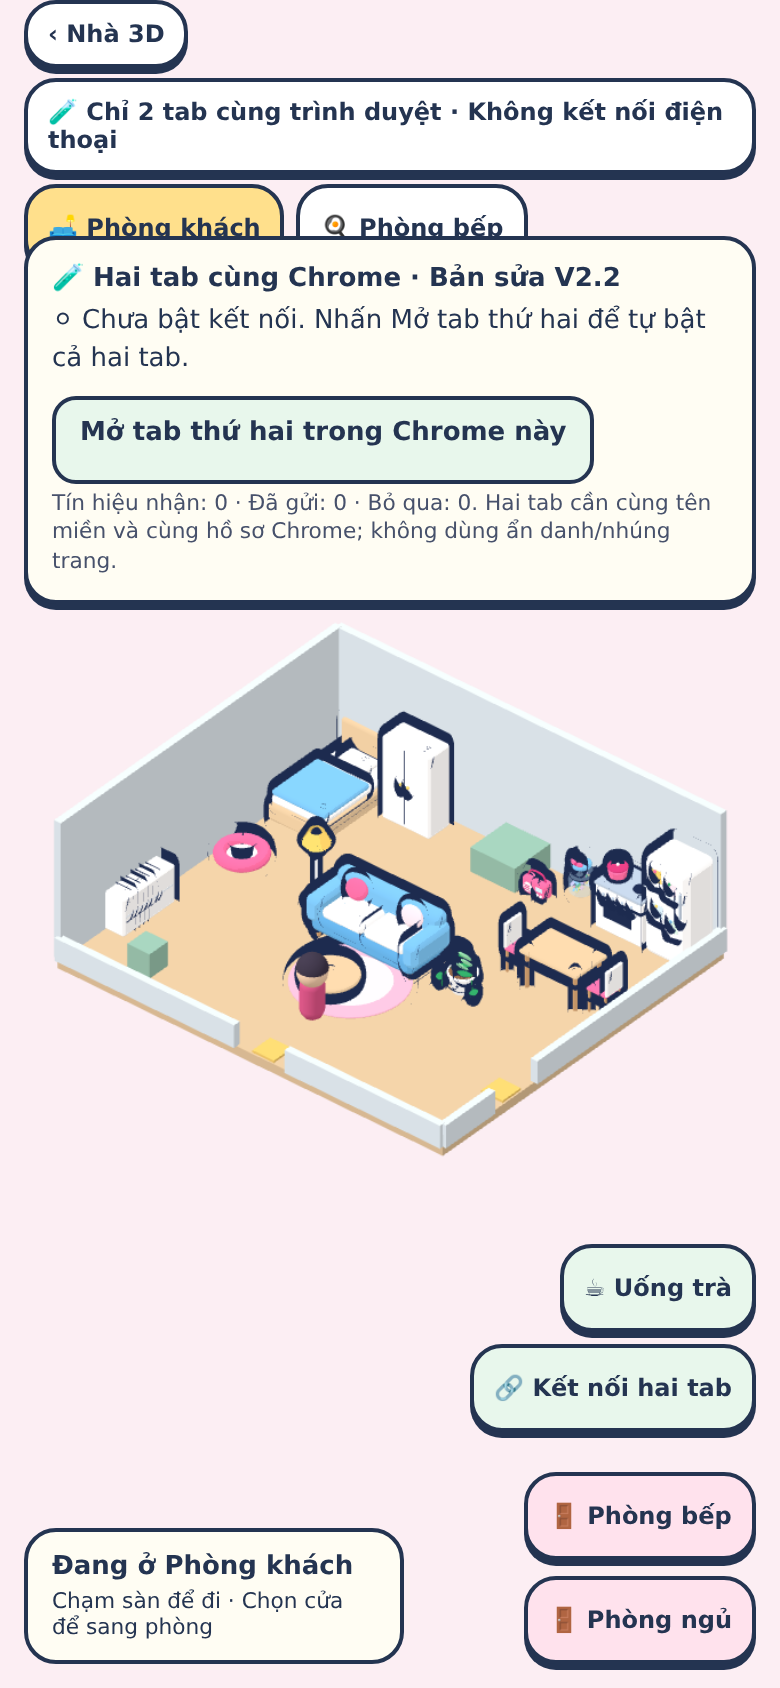 ‹ Nhà 3D
🧪 Chỉ 2 tab cùng trình duyệt · Không kết nối điện
thoại
🛋️ Phòng khách
🍳 Phòng bếp
🧪 Hai tab cùng Chrome · Bản sửa V2.2
⚪ Chưa bật kết nối. Nhấn Mở tab thứ hai để tự bật
cả hai tab.
Mở tab thứ hai trong Chrome này
Tín hiệu nhận: 0 · Đã gửi: 0 · Bỏ qua: 0. Hai tab cần cùng tên
miền và cùng hồ sơ Chrome; không dùng ẩn danh/nhúng
trang.
☕ Uống trà
🔗 Kết nối hai tab
🚪 Phòng bếp
Đang ở Phòng khách
Chạm sàn để đi · Chọn cửa
để sang phòng
🚪 Phòng ngủ